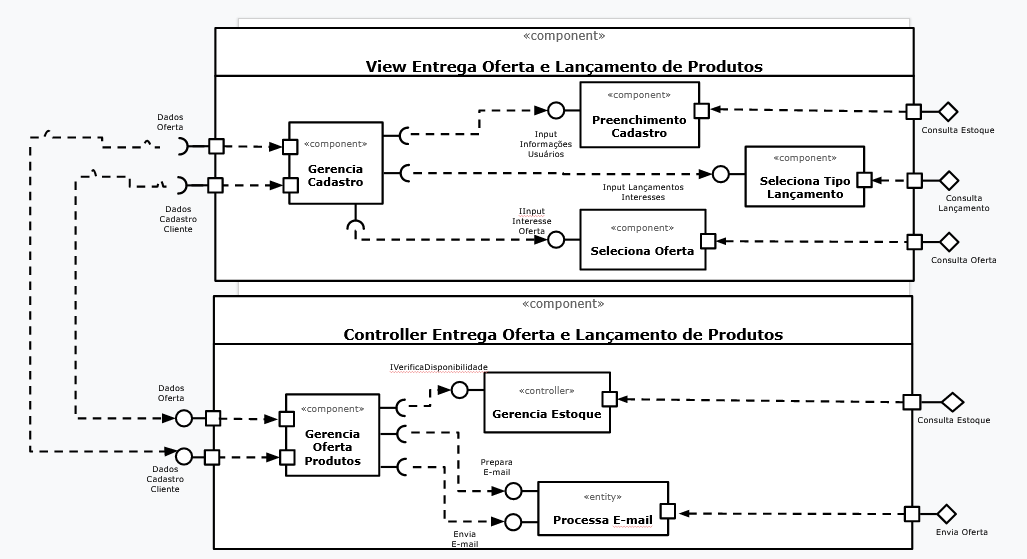 «component»
View Entrega Oferta e Lançamento de Produtos
Dados
Oferta
Dados
Cadastro
Cliente
«component»
Gerencia
Cadastro
Input
Informações
Usuários
«component»
Preenchimento
Cadastro
Consulta Estoque
Input Lançamentos
Interesses
«component»
Seleciona Tipo
Lançamento
Consulta
Lançamento
IInput
Interesse
Oferta
«component»
Seleciona Oferta
Consulta Oferta
«component»
Controller Entrega Oferta e Lançamento de Produtos
Dados
Oferta
Dados
Cadastro
Cliente
«component»
Gerencia
Oferta
Produtos
IVerificaDisponibilidade
«controller»
Gerencia Estoque
Consulta Estoque
Prepara
E-mail
Envia
E-mail
«entity»
Processa E-mail
Envia Oferta